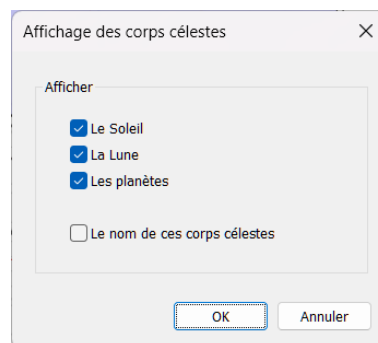 Affichage des corps célestes
Afficher
Le Soleil
La Lune
Les planètes
Le nom de ces corps célestes
OK
Annuler